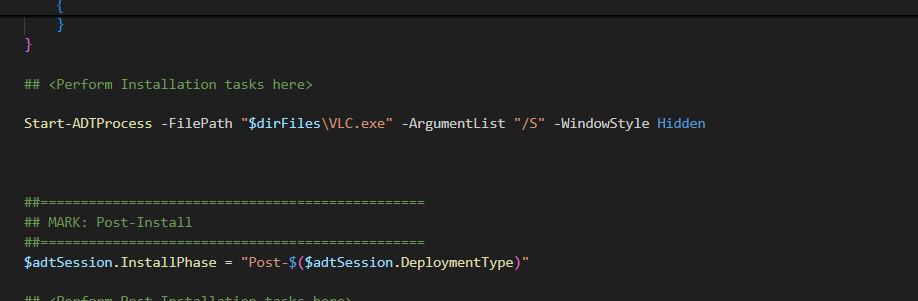 {
}
}
## <Perform Installation tasks here>
Start-ADTProcess -FilePath "$dirFiles\VLC.exe" -ArgumentList "/S" -WindowStyle Hidden
##================================================
## MARK: Post-Install
##================================================
$adtSession.InstallPhase = "Post-$($adtSession.DeploymentType)"
## <Perform Post-Installation tasks here>